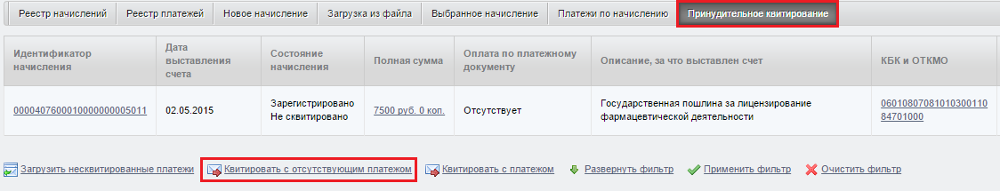 Реестр начислений Реестр платежей Новое начисление Загрузка из файла Выбранное начисление Платежи по начислению Принудительное квитирование
Идентификатор начисления
Дата выставления счета
Состояние начисления
Полная сумма
Оплата по платежному документу
Описание, за что выставлен счет
КБК и ОТКМО
0000407600010000000005011
02.05.2015
Зарегистрировано
Не сквитировано
7500 руб. 0 коп.
Отсутствует
Государственная пошлина за лицензирование
фармацевтической деятельности
060108070810103001​10
84701000
Загрузить несквитированные платежи Квитировать с отсутствующим платежом Квитировать с платежом Развернуть фильтр Применить фильтр Очистить фильтр